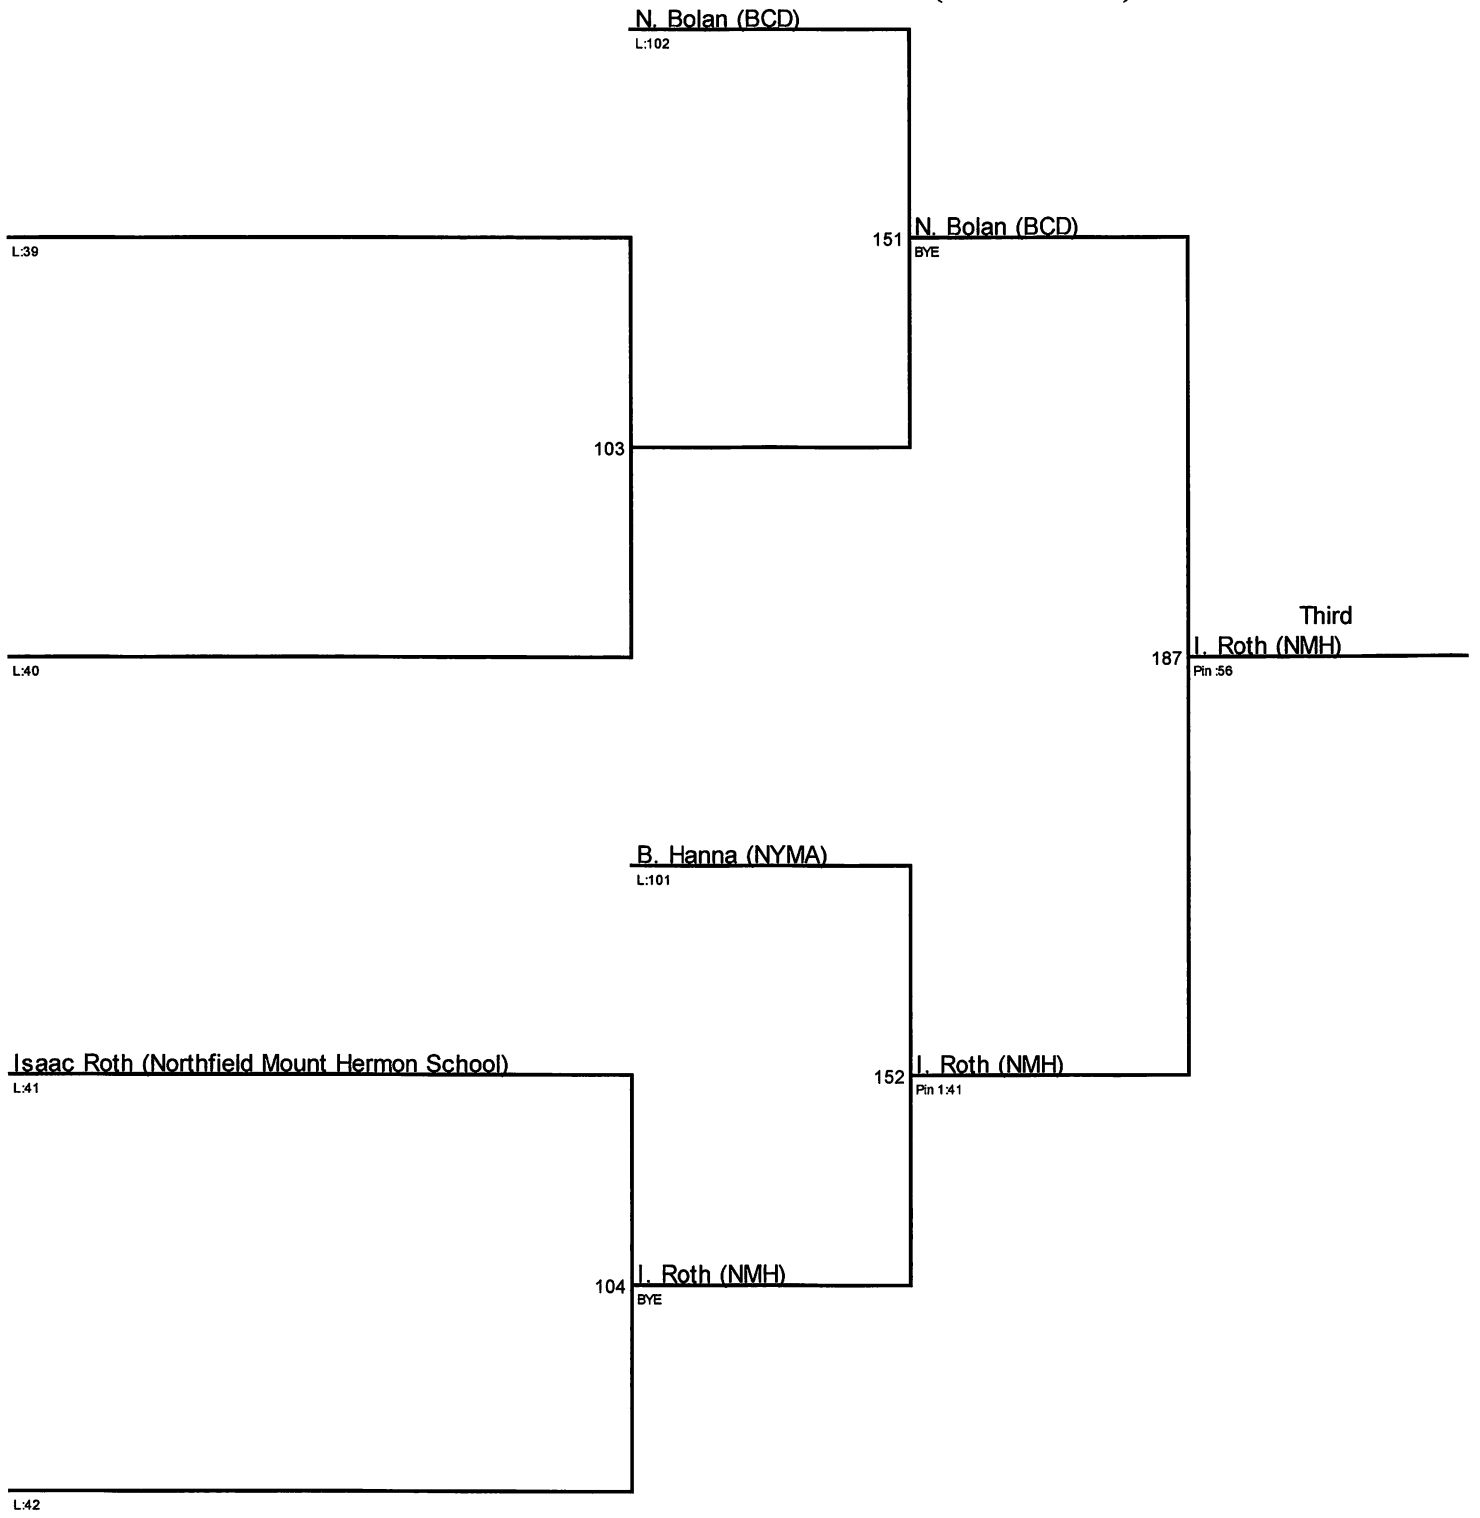 N. Bolan (BCD)
L:102
L:39
151
N. Bolan (BCD)
BYE
103
Third
L:40
187
I. Roth (NMH)
Pin :56
B. Hanna (NYMA)
L:101
Isaac Roth (Northfield Mount Hermon School)
L:41
152
I. Roth (NMH)
Pin 1:41
104
I. Roth (NMH)
BYE
L:42